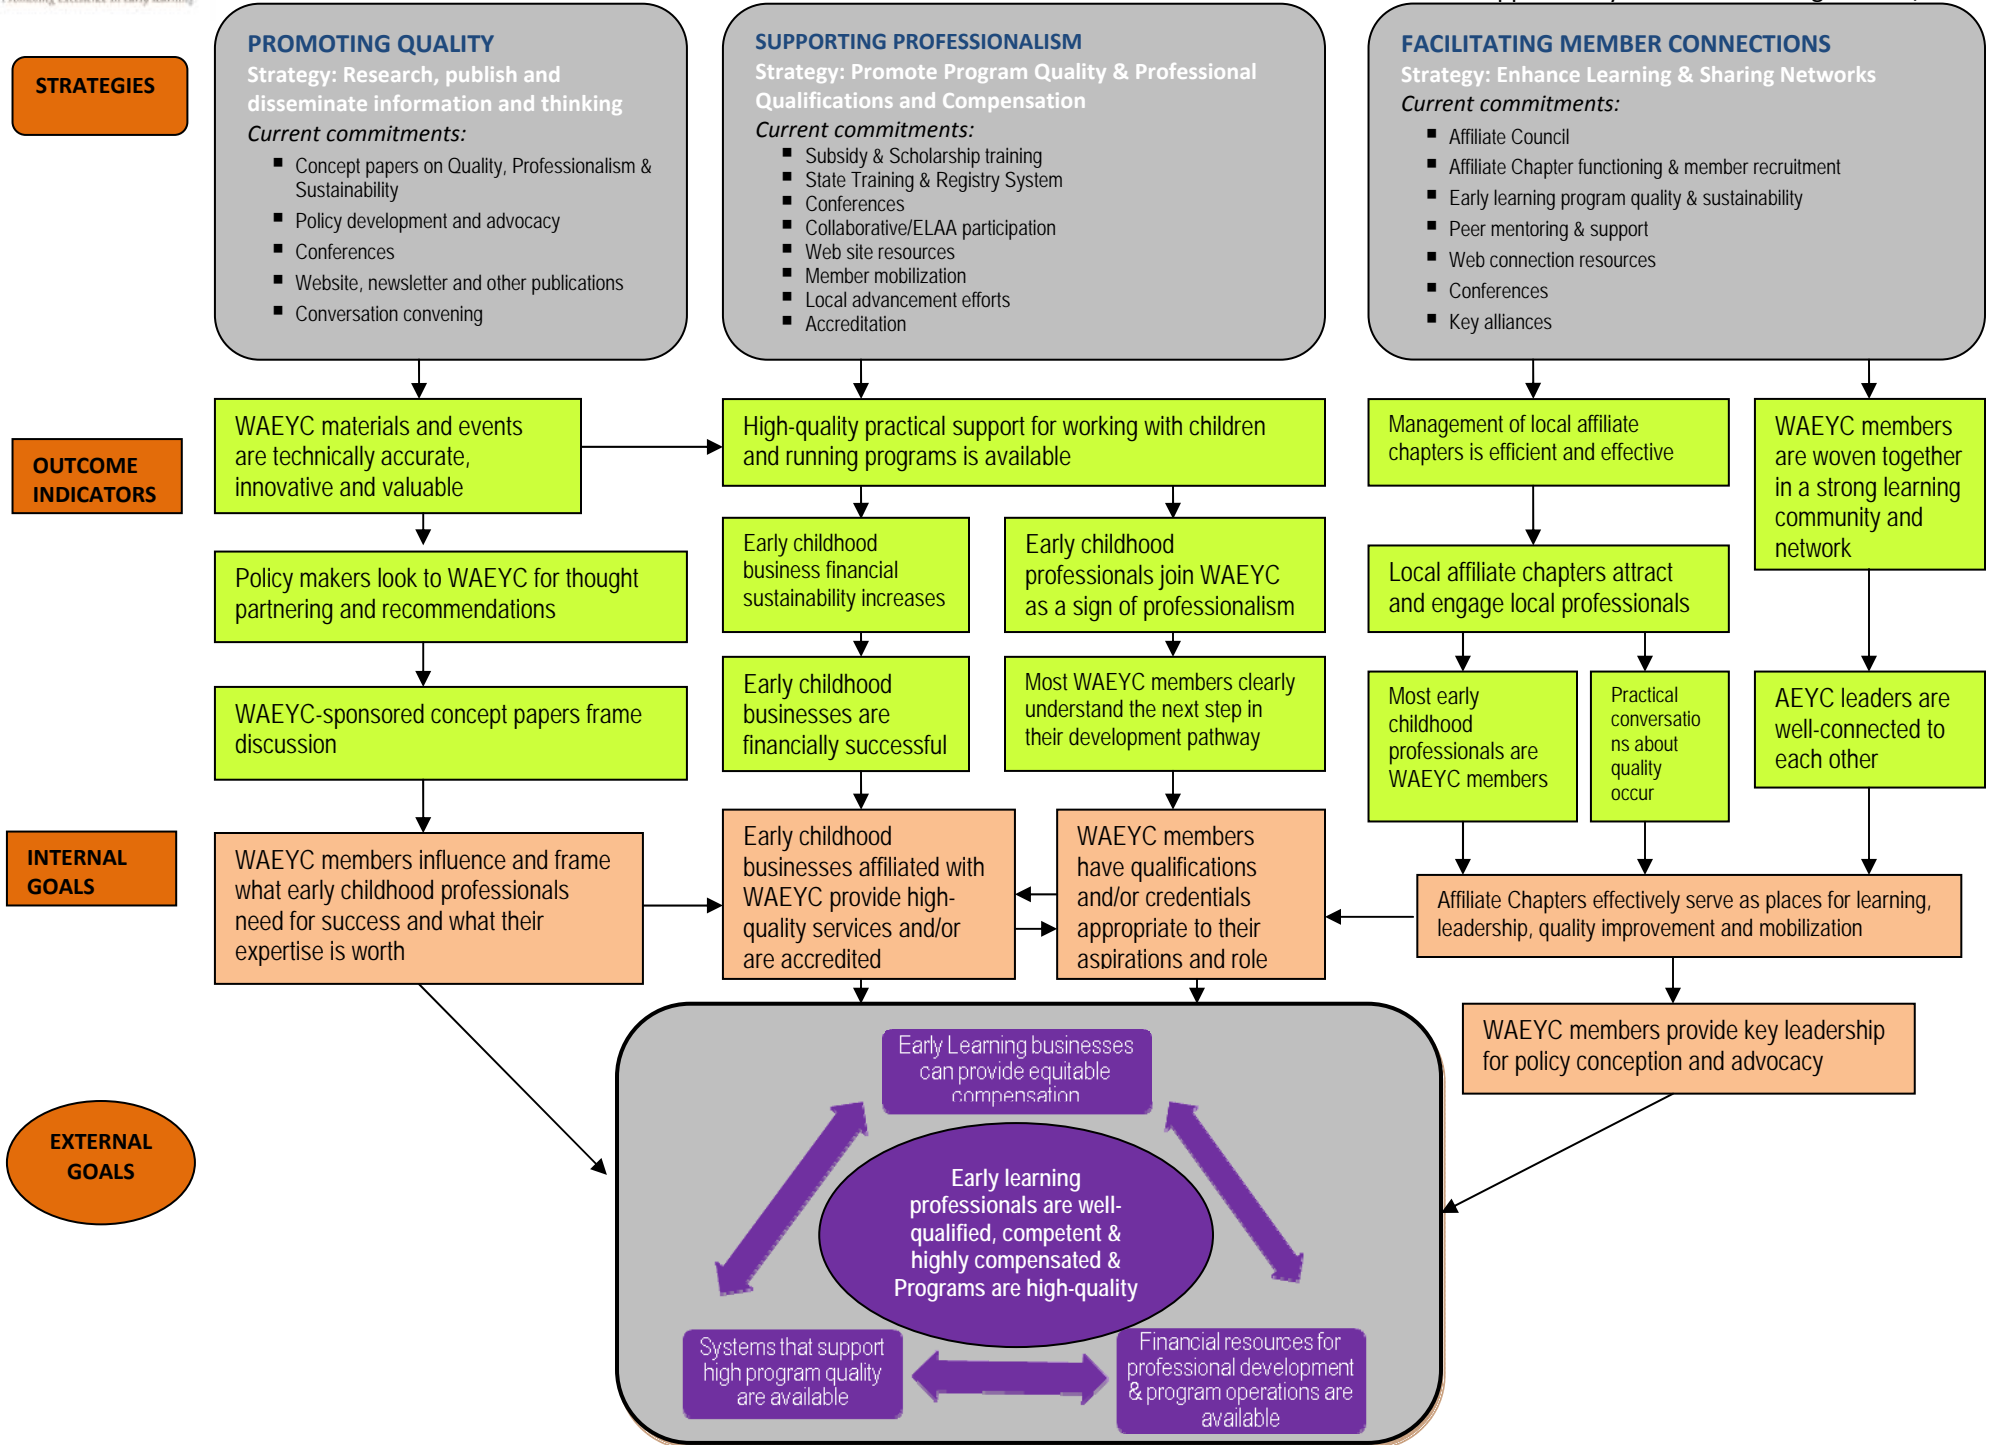 Promoting excellence in early learning
STRATEGIES
PROMOTING QUALITY
Strategy: Research, publish and
disseminate information and thinking
Current commitments:
Concept papers on Quality, Professionalism &
Sustainability
Policy development and advocacy
Conferences
Website, newsletter and other publications
Conversation convening
SUPPORTING PROFESSIONALISM
Strategy: Promote Program Quality & Professional
Qualifications and Compensation
Current commitments:
Subsidy & Scholarship training
State Training & Registry System
Conferences
Collaborative/ELAA participation
Web site resources
Member mobilization
Local advancement efforts
Accreditation
FACILITATING MEMBER CONNECTIONS
Strategy: Enhance Learning & Sharing Networks
Current commitments:
Affiliate Council
Affiliate Chapter functioning & member recruitment
Early learning program quality & sustainability
Peer mentoring & support
Web connection resources
Conferences
Key alliances
OUTCOME
INDICATORS
WAEYC materials and events
are technically accurate,
innovative and valuable
High-quality practical support for working with children
and running programs is available
Management of local affiliate
chapters is efficient and effective
WAEYC members
are woven together
in a strong learning
community and
network
Policy makers look to WAEYC for thought
partnering and recommendations
Early childhood
business financial
sustainability increases
Early childhood
professionals join WAEYC
as a sign of professionalism
Local affiliate chapters attract
and engage local professionals
WAEYC-sponsored concept papers frame
discussion
Early childhood
businesses are
financially successful
Most WAEYC members clearly
understand the next step in
their development pathway
Most early
childhood
professionals are
WAEYC members
Practical
conversatio
ns about
quality
occur
AEYC leaders are
well-connected to
each other
INTERNAL
GOALS
WAEYC members influence and frame
what early childhood professionals
need for success and what their
expertise is worth
Early childhood
businesses affiliated with
WAEYC provide high-
quality services and/or
are accredited
WAEYC members
have qualifications
and/or credentials
appropriate to their
aspirations and role
Affiliate Chapters effectively serve as places for learning,
leadership, quality improvement and mobilization
WAEYC members provide key leadership
for policy conception and advocacy
EXTERNAL
GOALS
Early Learning businesses
can provide equitable
compensation
Early learning
professionals are well-
qualified, competent &
highly compensated &
Programs are high-quality
Systems that support
high program quality
are available
Financial resources for
professional development
& program operations are
available